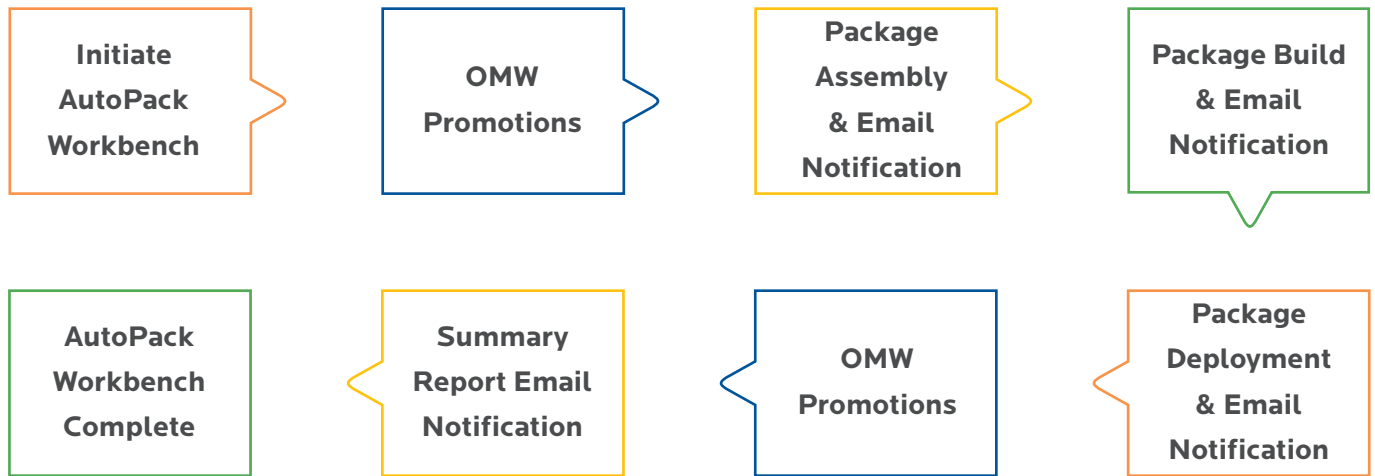 Initiate
AutoPack
Workbench
OMW
Promotions
Package
Assembly
& Email
Notification
Package Build
& Email
Notification
Package
Deployment
& Email
Notification
OMW
Promotions
Summary
Report Email
Notification
AutoPack
Workbench
Complete